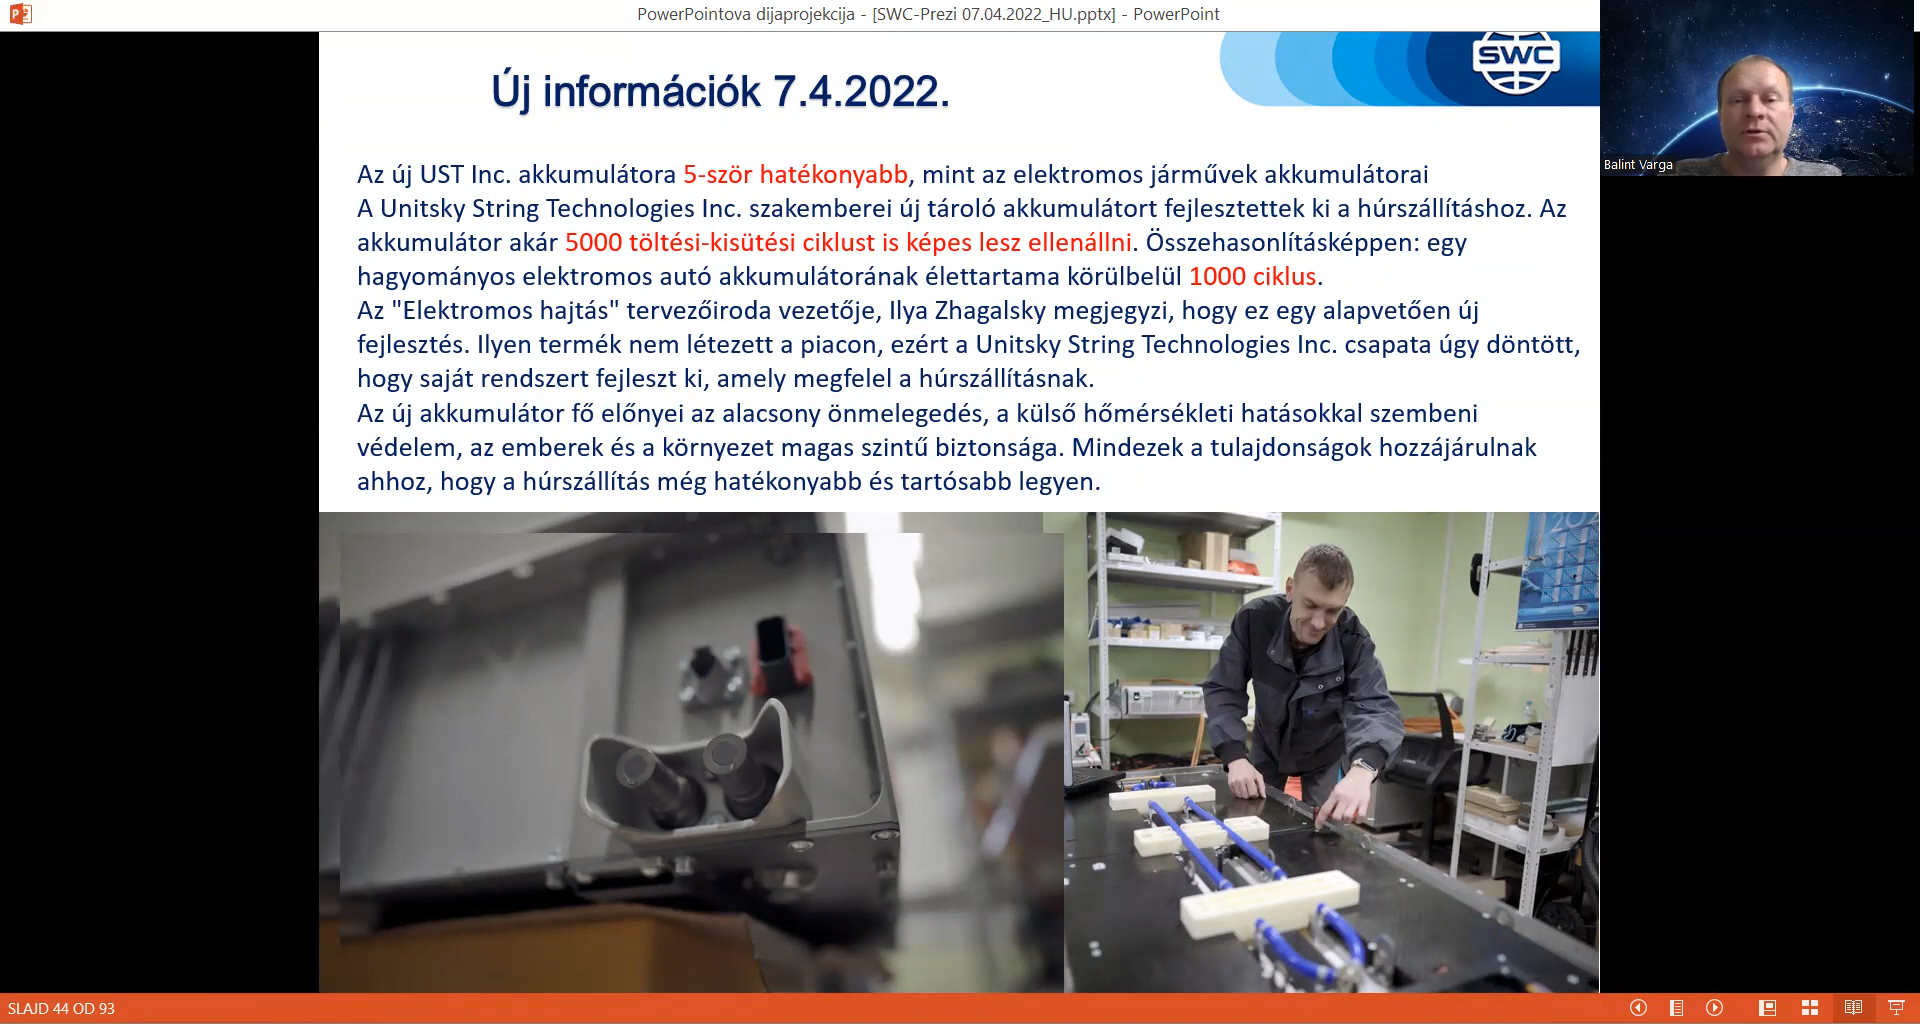 PowerPointova dijaprojekcija - [SWC-Prezi 07.04.2022_HU.pptx] - PowerPoint
SWC
Balint Varga
Új információk 7.4.2022.
Az új UST Inc. akkumulátora 5-ször hatékonyabb, mint az elektromos járművek akkumulátorai
A Unitsky String Technologies Inc. szakemberei új tároló akkumulátort fejlesztettek ki a húrszállításhoz. Az
akkumulátor akár 5000 töltési-kisütési ciklust is képes lesz ellenállni. Összehasonlításképpen: egy
hagyományos elektromos autó akkumulátorának élettartama körülbelül 1000 ciklus.
Az "Elektromos hajtás" tervezőiroda vezetője, Ilya Zhagalsky megjegyzi, hogy ez egy alapvetően új
fejlesztés. Ilyen termék nem létezett a piacon, ezért a Unitsky String Technologies Inc. csapata úgy döntött,
hogy saját rendszert fejleszt ki, amely megfelel a húrszállításnak.
Az új akkumulátor fő előnyei az alacsony önmelegedés, a külső hőmérsékleti hatásokkal szembeni
védelem, az emberek és a környezet magas szintű biztonsága. Mindezek a tulajdonságok hozzájárulnak
ahhoz, hogy a húrszállítás még hatékonyabb és tartósabb legyen.
SLAJD 44 OD 93